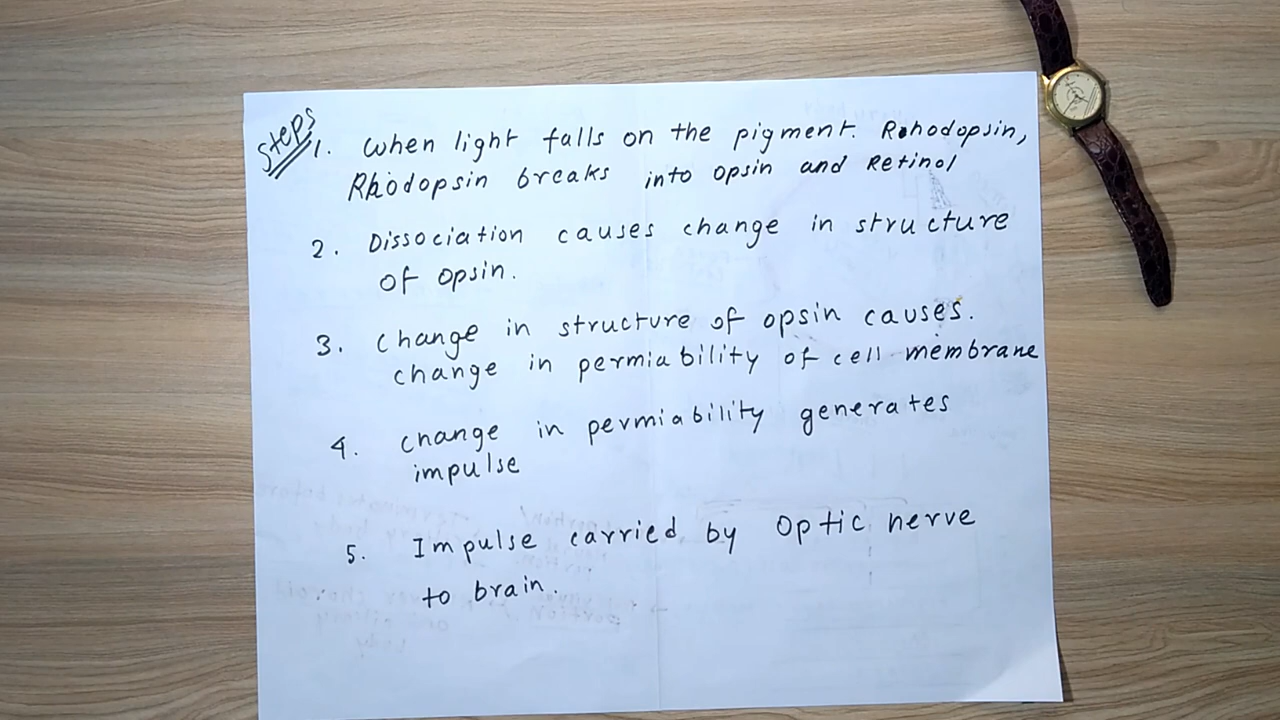 Steps
1. When light falls on the pigment. Rhodopsin,
Rhodopsin breaks into opsin and Retinol
2. Dissociation causes change in structure
of opsin.
3. Change in structure of opsin causes.
change in permiability of cell membrane
4. Change in permiability generates
impulse
5. Impulse carried by Optic nerve
to brain.